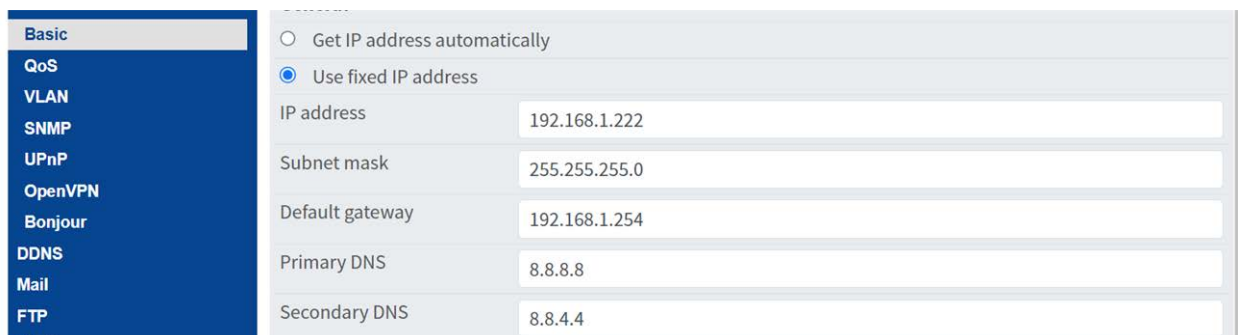 Basic
QoS
VLAN
SNMP
UPnP
OpenVPN
Bonjour
DDNS
Mail
FTP
Get IP address automatically
Use fixed IP address
IP address 192.168.1.222
Subnet mask 255.255.255.0
Default gateway 192.168.1.254
Primary DNS 8.8.8.8
Secondary DNS 8.8.4.4